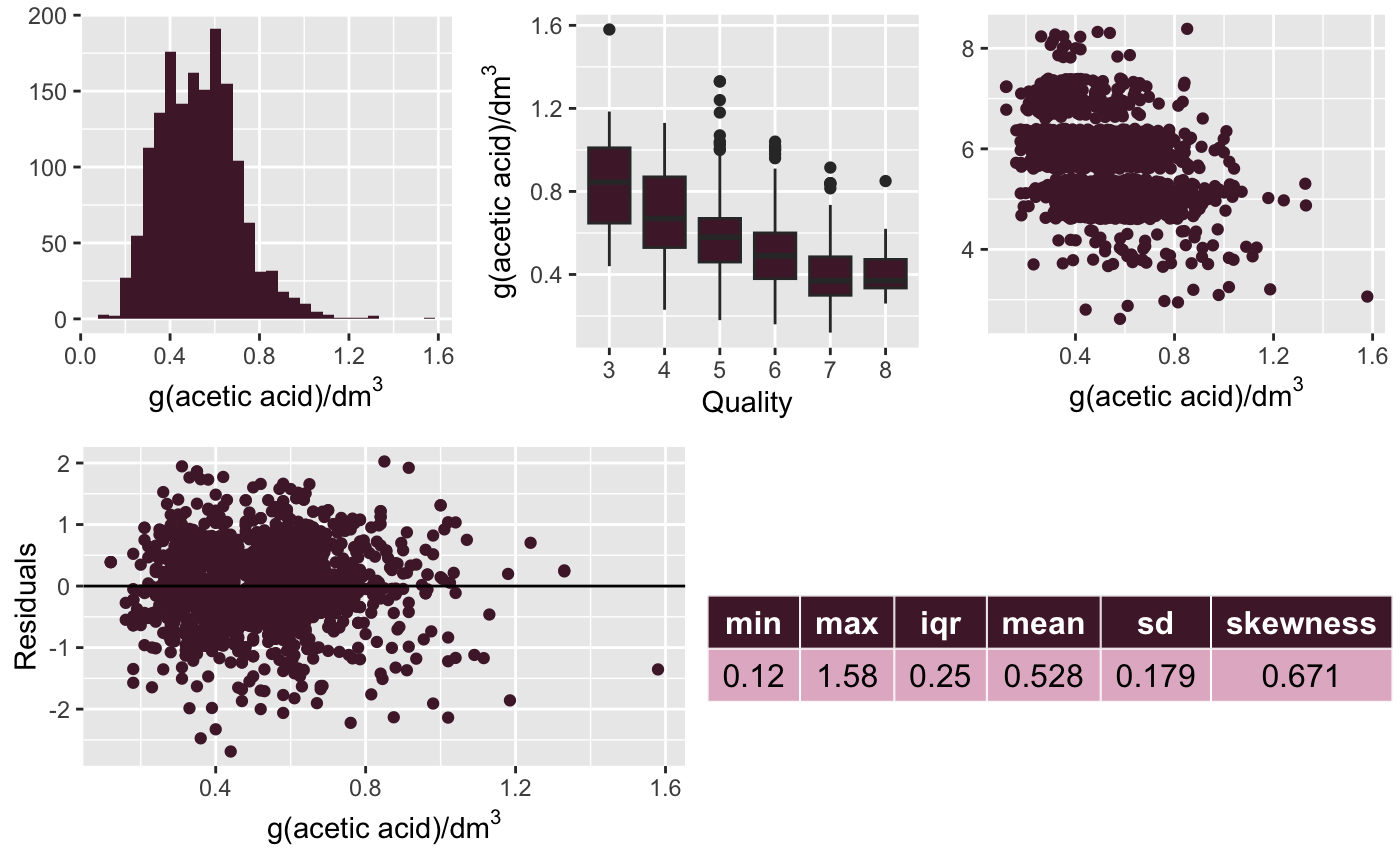 200
150
100
50
0
0.0 0.4 0.8 1.2 1.6
g(acetic acid)/dm³
g(acetic acid)/dm³
1.6
1.2
0.8
0.4
3 4 5 6 7 8
Quality
8
6
4
0.4 0.8 1.2 1.6
g(acetic acid)/dm³
Residuals
2
1
0
-1
-2
0.4 0.8 1.2 1.6
g(acetic acid)/dm³
min max iqr mean sd skewness
0.12 1.58 0.25 0.528 0.179 0.671